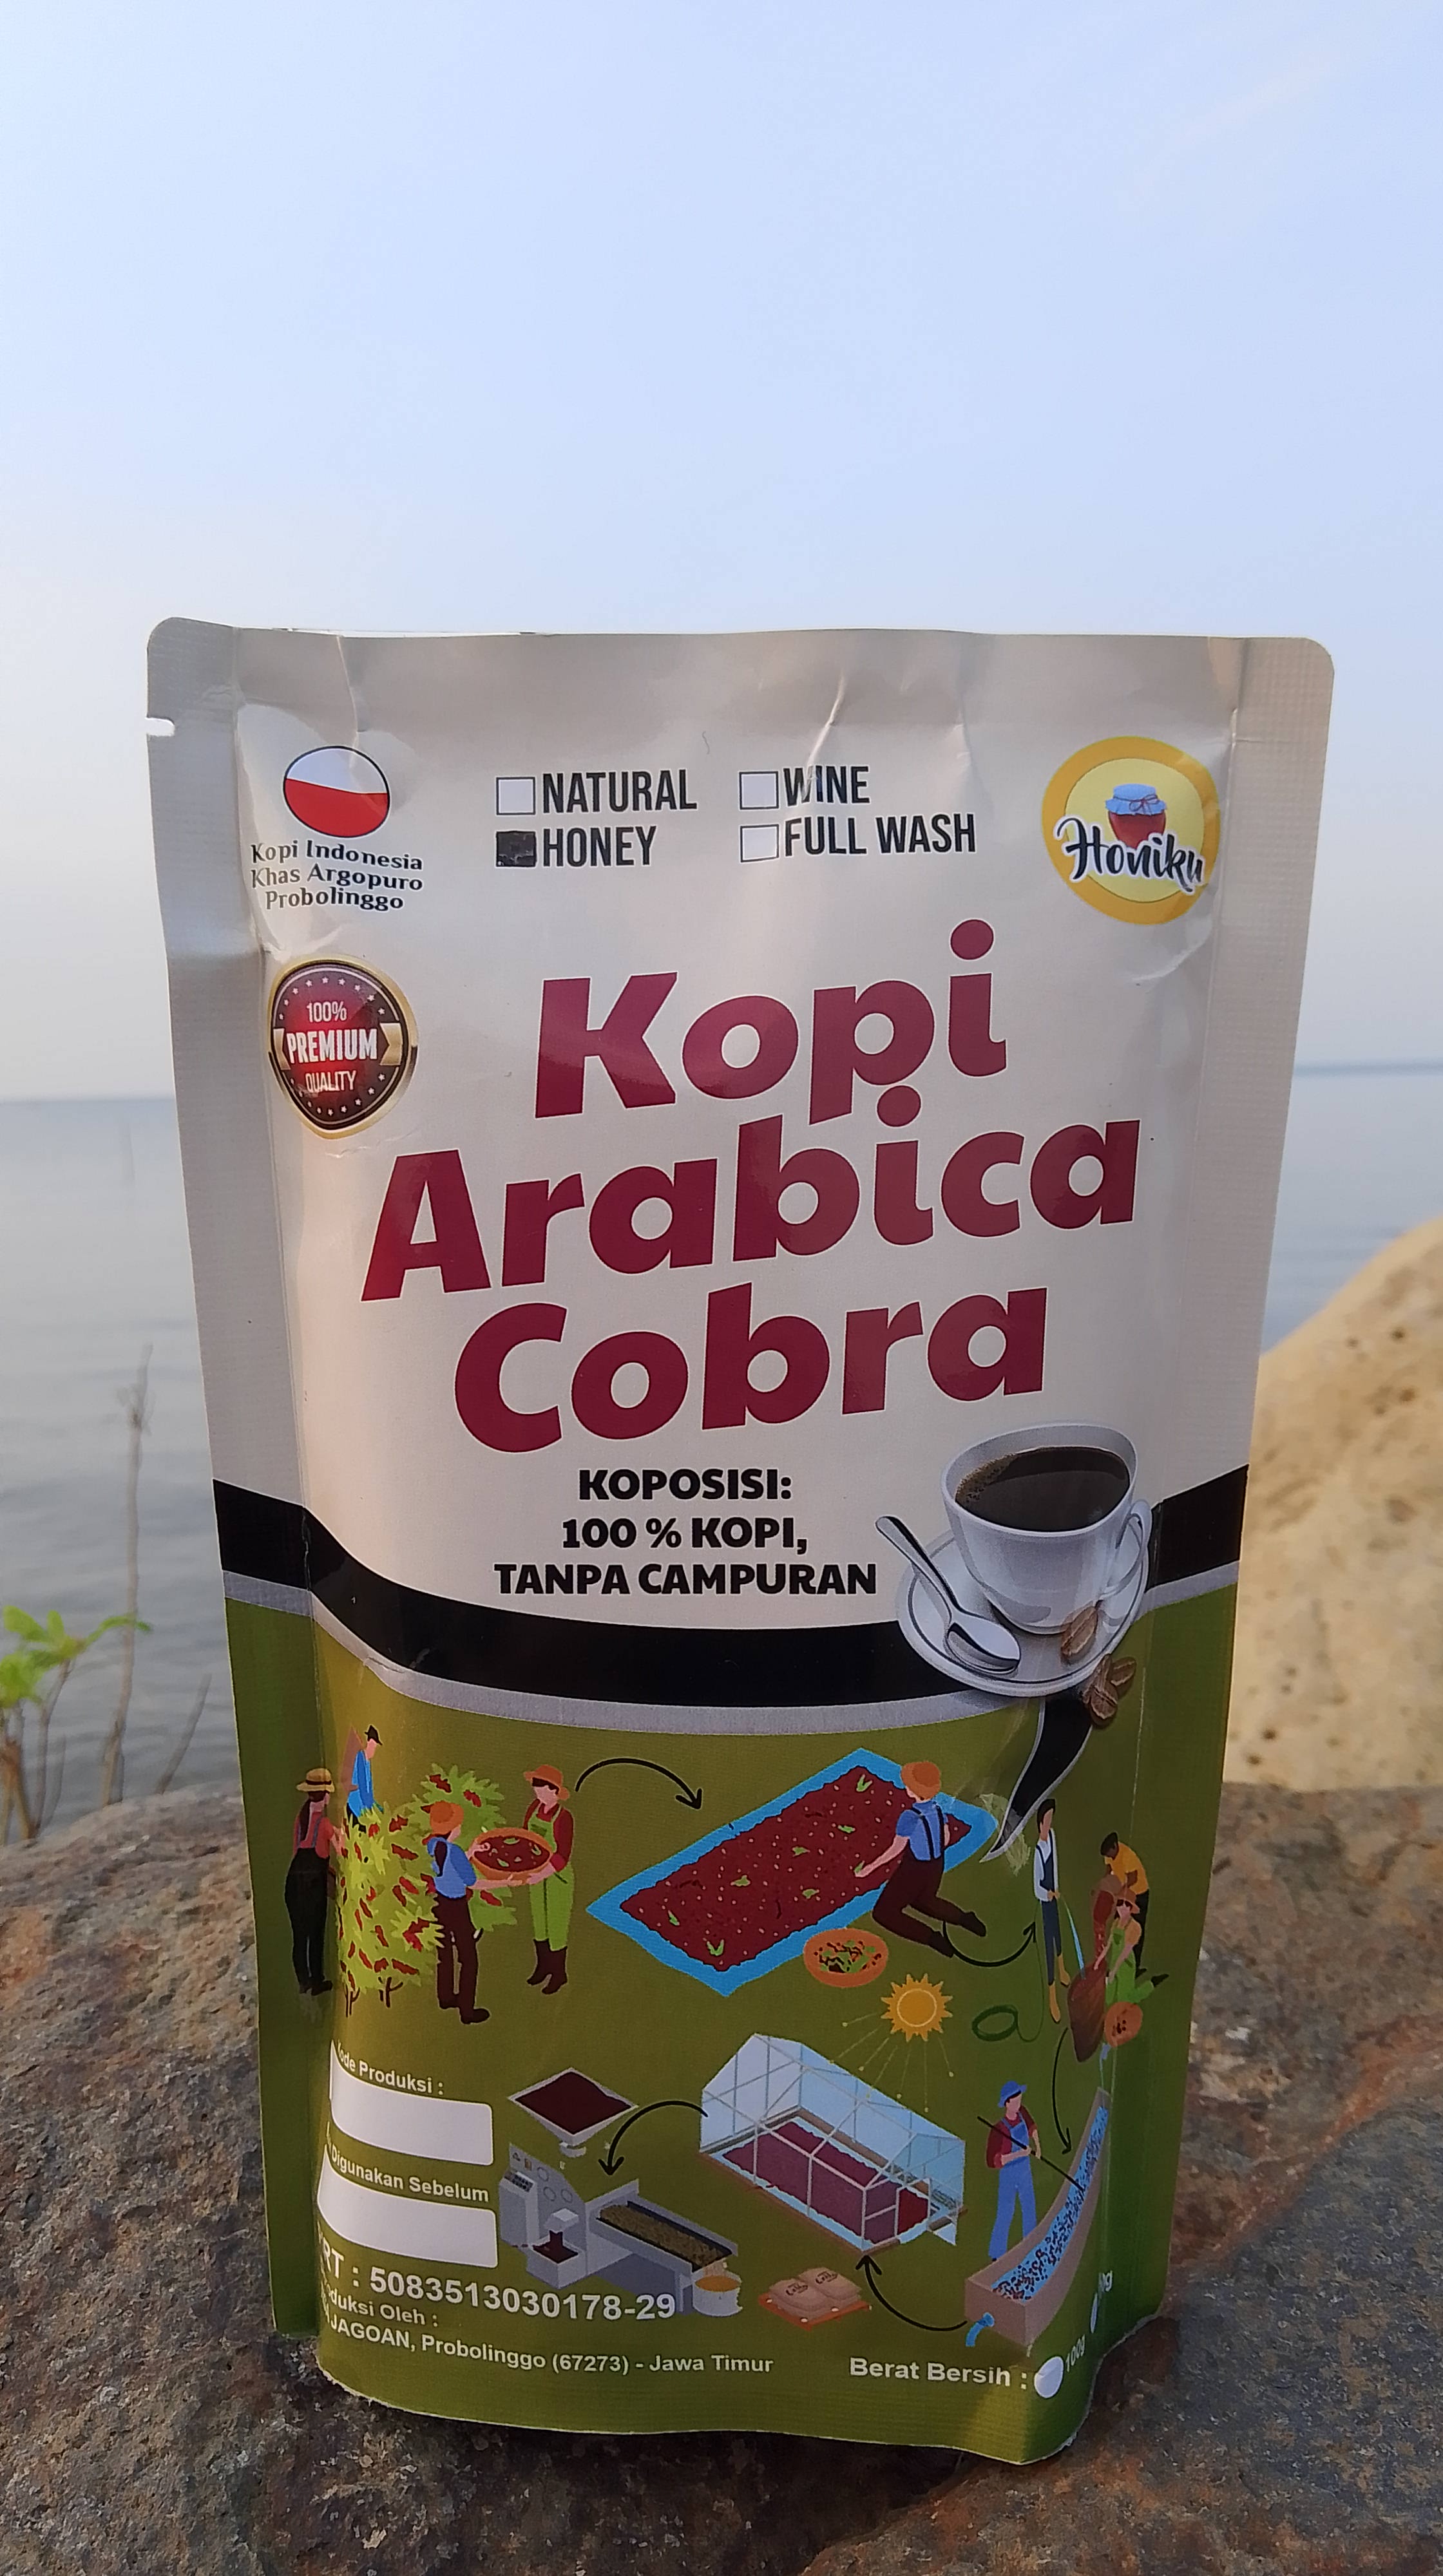 NATURAL
WINE
HONEY
FULL WASH
Honiku
Kopi Indonesia
Khas Argopuro
Probolinggo
100%
PREMIUM
QUALITY
Kopi
Arabica
Cobra
KOPOSISI:
100 % KOPI,
TANPA CAMPURAN
Produksi :
Digunakan Sebelum
: 5083513030178-29
Oleh :
JAGOAN, Probolinggo (67273) - Jawa Timur
Berat Bersih :
100g